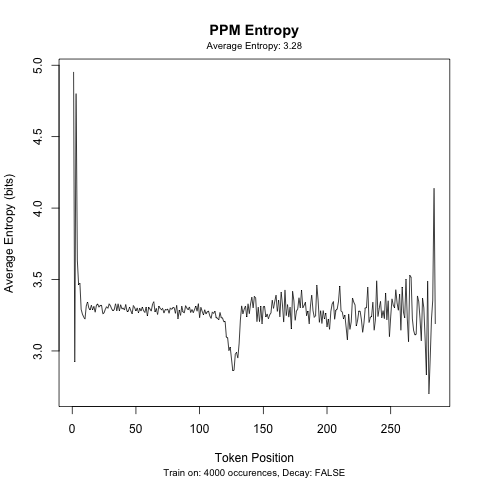 PPM Entropy
Average Entropy: 3.28
Average Entropy (bits)
5.0
4.5
4.0
3.5
3.0
0 50 100 150 200 250
Token Position
Train on: 4000 occurences, Decay: FALSE